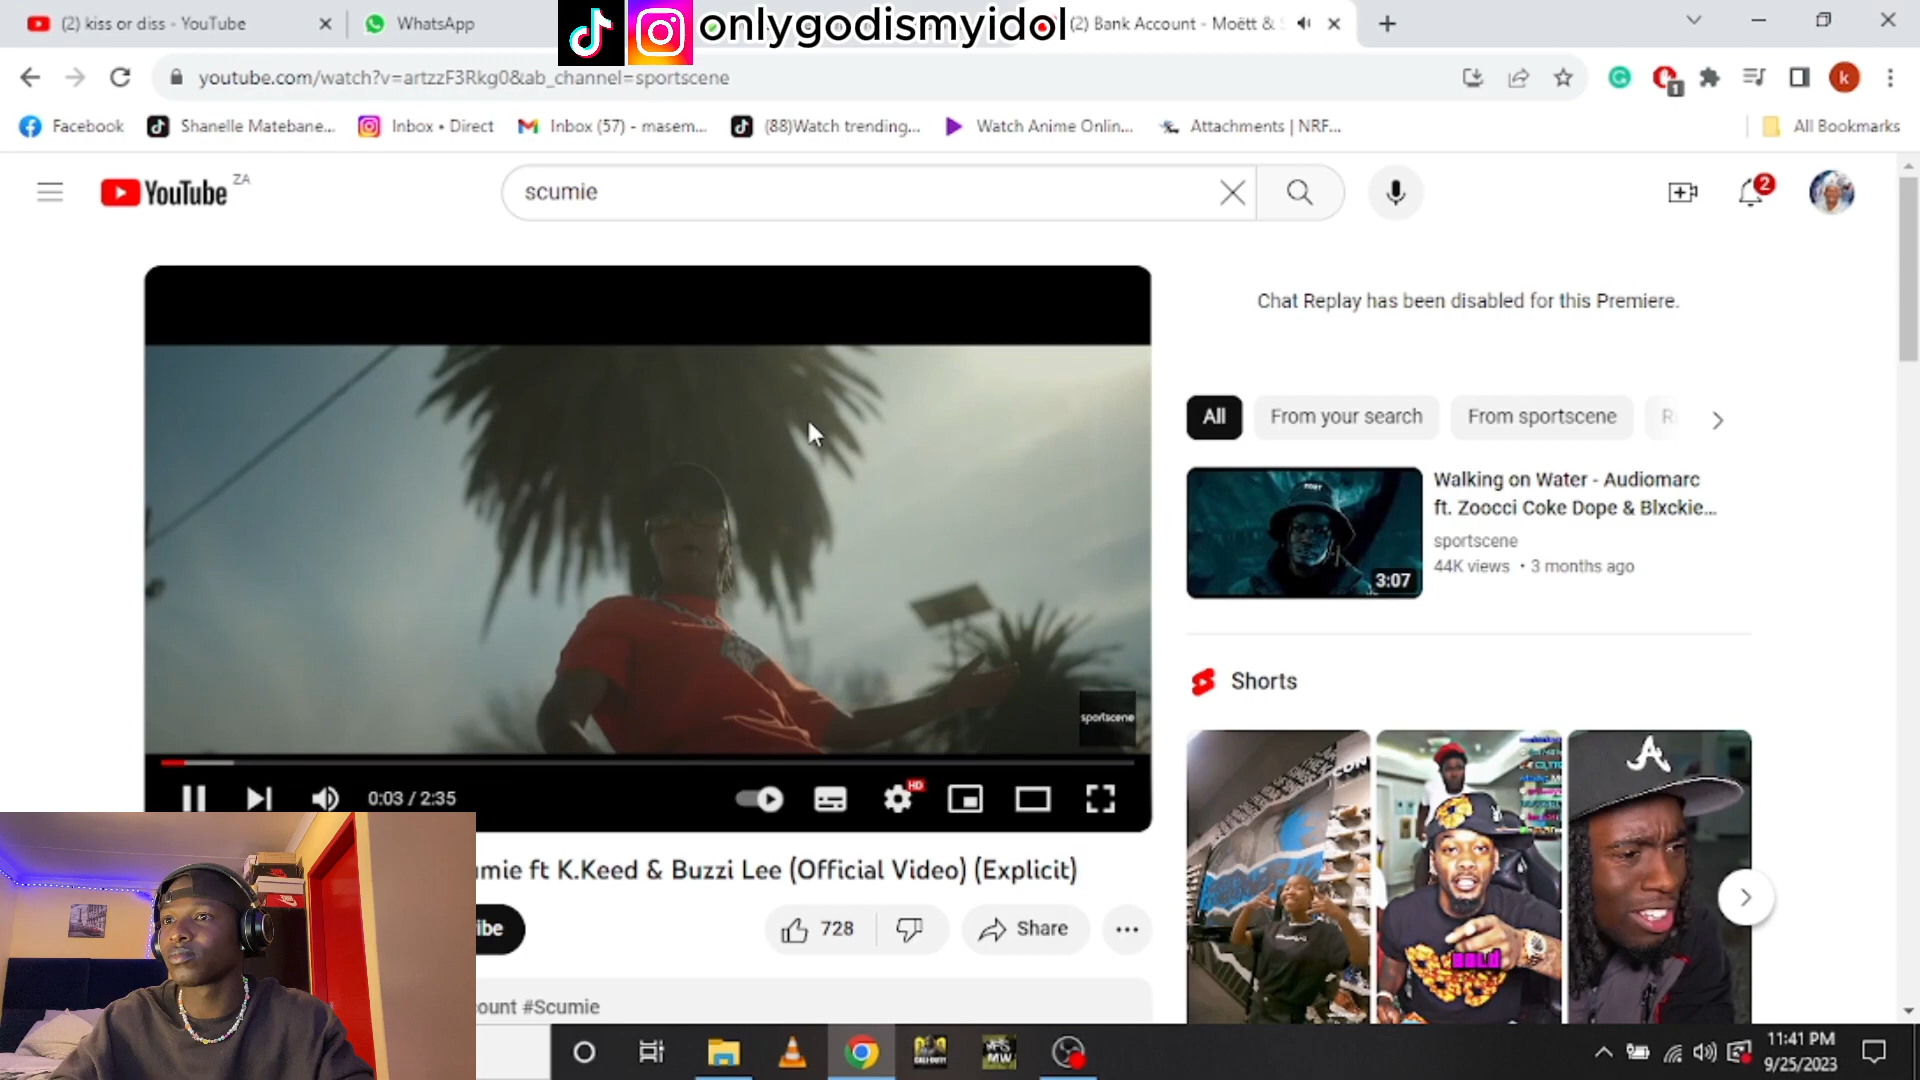 (2) kiss or diss - YouTube
WhatsApp
onlygodismyidol
(2) Bank Account - Moëtt &
youtube.com/watch?v=artzzF3Rkg0&ab_channel=sportscene
1
k
Facebook
Shanelle Matebane...
Inbox • Direct
Inbox (57) - masem...
(88)Watch trending...
Watch Anime Onlin...
Attachments | NRF...
All Bookmarks
YouTube ZA
scumie
2
Chat Replay has been disabled for this Premiere.
All
From your search
From sportscene
Walking on Water - Audiomarc
ft. Zoocci Coke Dope & Blxckie...
sportscene
44K views • 3 months ago
3:07
sportscene
Shorts
0:03 / 2:35
HD
A
mie ft K.Keed & Buzzi Lee (Official Video) (Explicit)
ibe
728
Share
ount #Scumie
MW
11:41 PM
9/25/2023